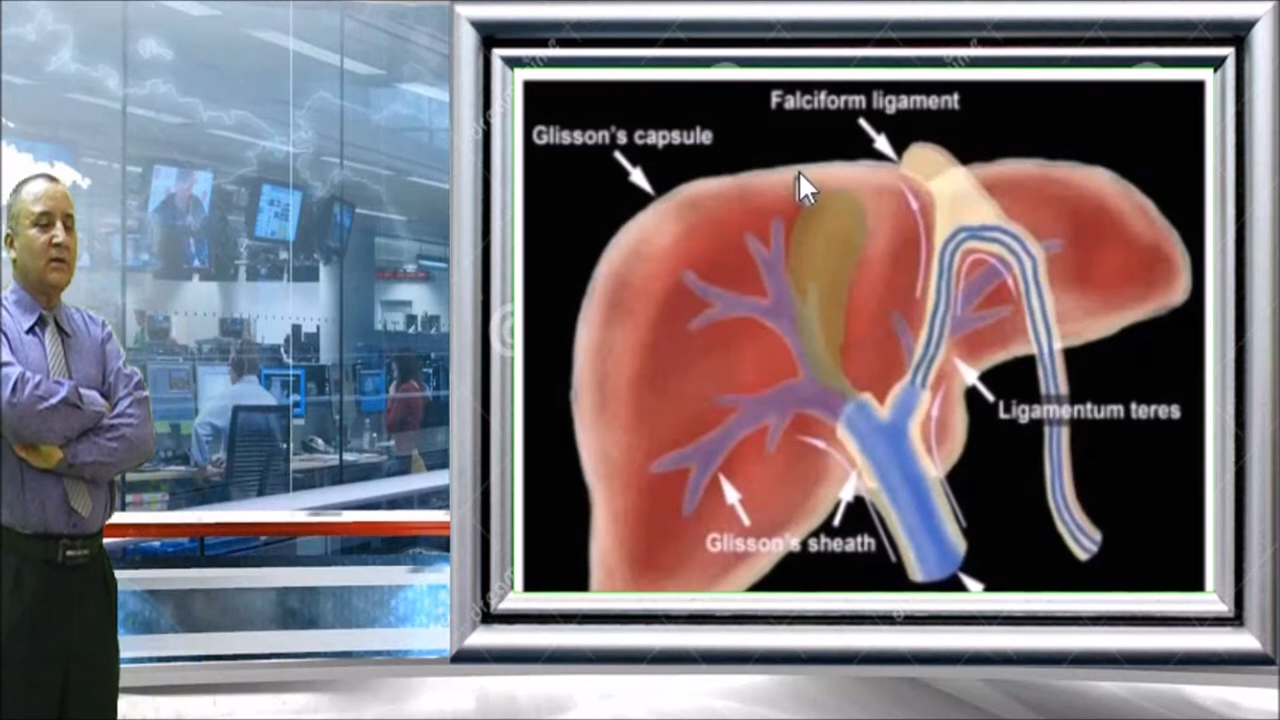 Falciform ligament
Glisson's capsule
Ligamentum teres
Glisson's sheath